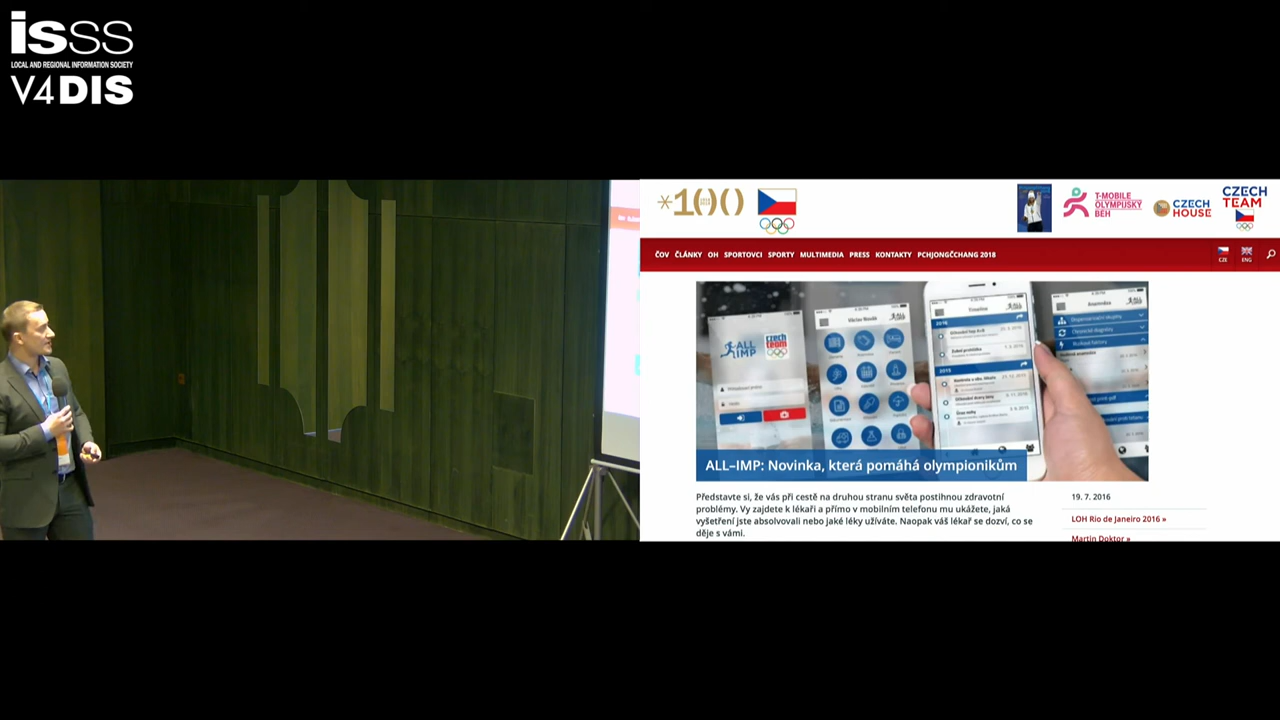 isss
LOCAL AND REGIONAL INFORMATION SOCIETY
V4DIS
*100
T-MOBILE
OLYMPIJSKÝ
BĚH
CZECH
HOUSE
CZECH
TEAM
ČOV ČLÁNKY OH SPORTOVCI SPORTY MULTIMEDIA PRESS KONTAKTY PCHJONGČCHANG 2018
CZE
ENG
ALL
IMP
czech
team
Václav Novák
Timeline
2016
2015
Anamnéza
ALL–IMP: Novinka, která pomáhá olympionikům
Představte si, že vás při cestě na druhou stranu světa postihnou zdravotní
problémy. Vy zajdete k lékaři a přímo v mobilním telefonu mu ukážete, jaká
vyšetření jste absolvovali nebo jaké léky užíváte. Naopak váš lékař se dozví, co se
děje s vámi.
19. 7. 2016
LOH Rio de Janeiro 2016 »
Martin Doktor »